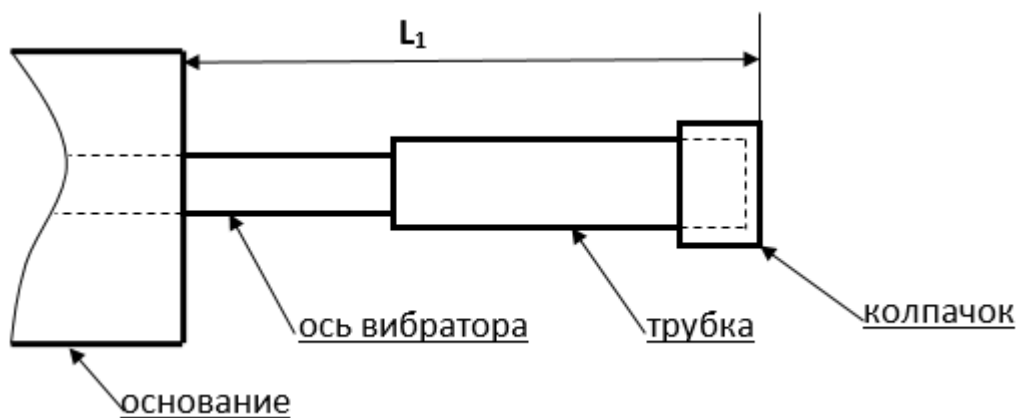 L₁
ось вибратора
трубка
колпачок
основание